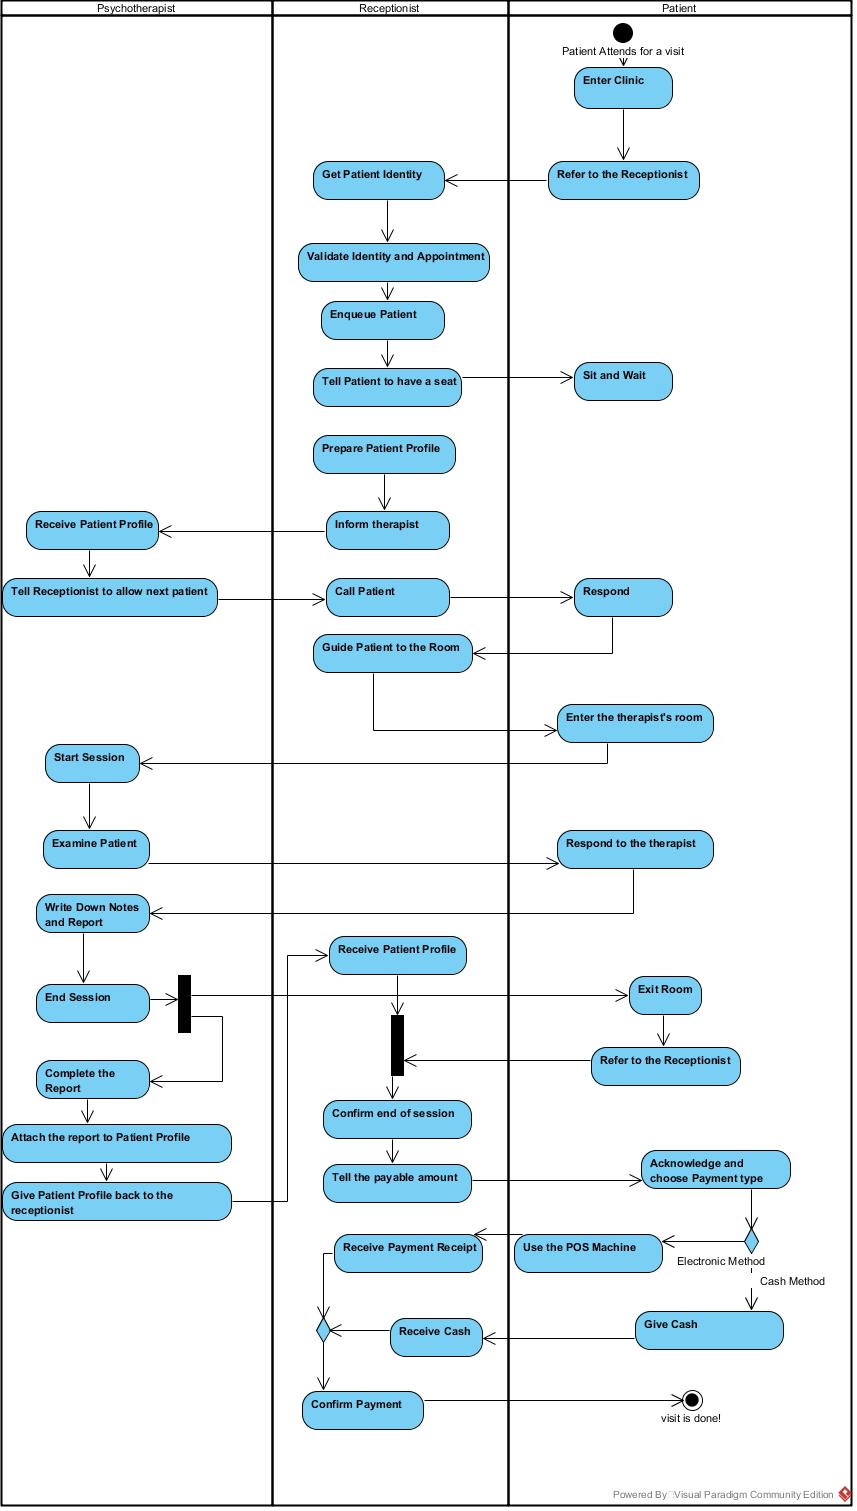 Psychotherapist
Receptionist
Patient
Patient Attends for a visit
Enter Clinic
Get Patient Identity
Refer to the Receptionist
Validate Identity and Appointment
Enqueue Patient
Tell Patient to have a seat
Sit and Wait
Prepare Patient Profile
Receive Patient Profile
Inform therapist
Tell Receptionist to allow next patient
Call Patient
Respond
Guide Patient to the Room
Enter the therapist's room
Start Session
Examine Patient
Respond to the therapist
Write Down Notes
and Report
Receive Patient Profile
End Session
Exit Room
Refer to the Receptionist
Complete the
Report
Confirm end of session
Attach the report to Patient Profile
Tell the payable amount
Acknowledge and
choose Payment type
Give Patient Profile back to the
receptionist
Receive Payment Receipt
Use the POS Machine
Electronic Method
Cash Method
Receive Cash
Give Cash
Confirm Payment
visit is done!
Powered By Visual Paradigm Community Edition